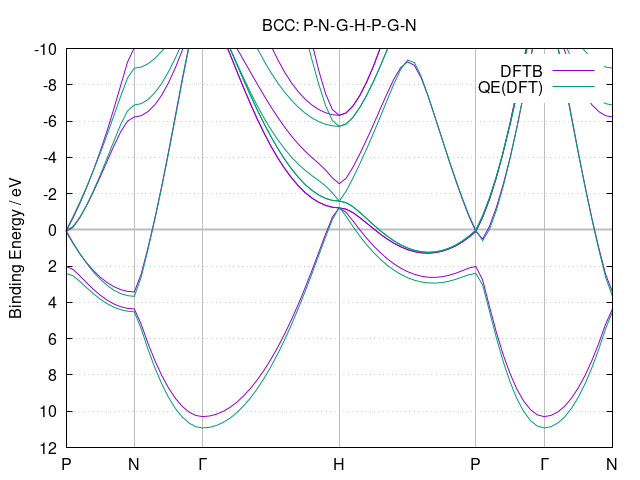 BCC: P-N-G-H-P-G-N
-10
-8
-6
-4
-2
0
2
4
6
8
10
12
Binding Energy / eV
DFTB
QE(DFT)
P N Γ H P Γ N